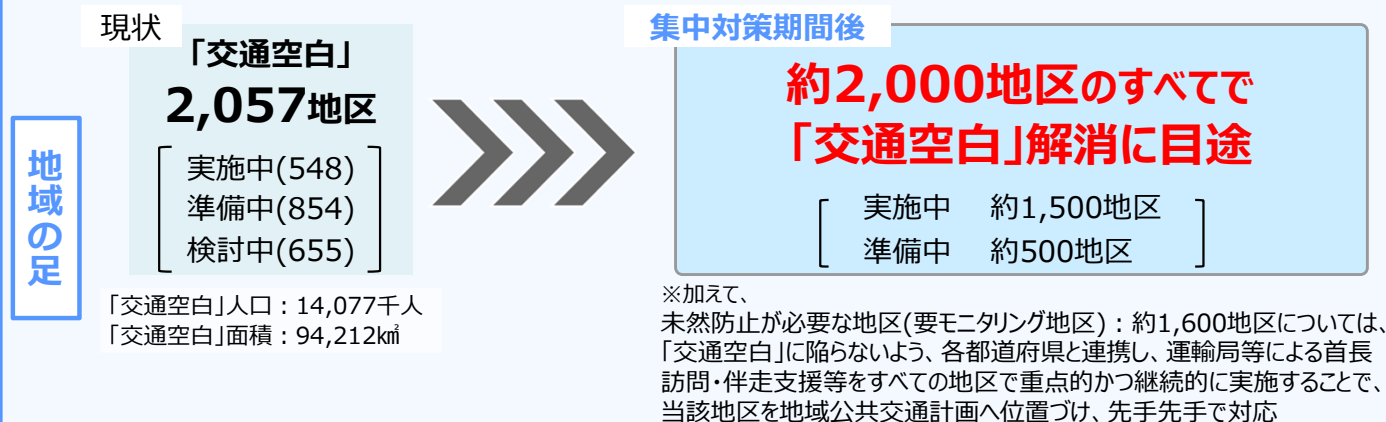 地域の足
現状
「交通空白」
2,057地区
実施中(548)
準備中(854)
検討中(655)
「交通空白」人口：14,077千人
「交通空白」面積：94,212㎢
集中対策期間後
約2,000地区のすべてで
「交通空白」解消に目途
実施中 約1,500地区
準備中 約500地区
※加えて、
未然防止が必要な地区(要モニタリング地区)：約1,600地区については、
「交通空白」に陥らないよう、各都道府県と連携し、運輸局等による首長
訪問・伴走支援等をすべての地区で重点的かつ継続的に実施することで、
当該地区を地域公共交通計画へ位置づけ、先手先手で対応